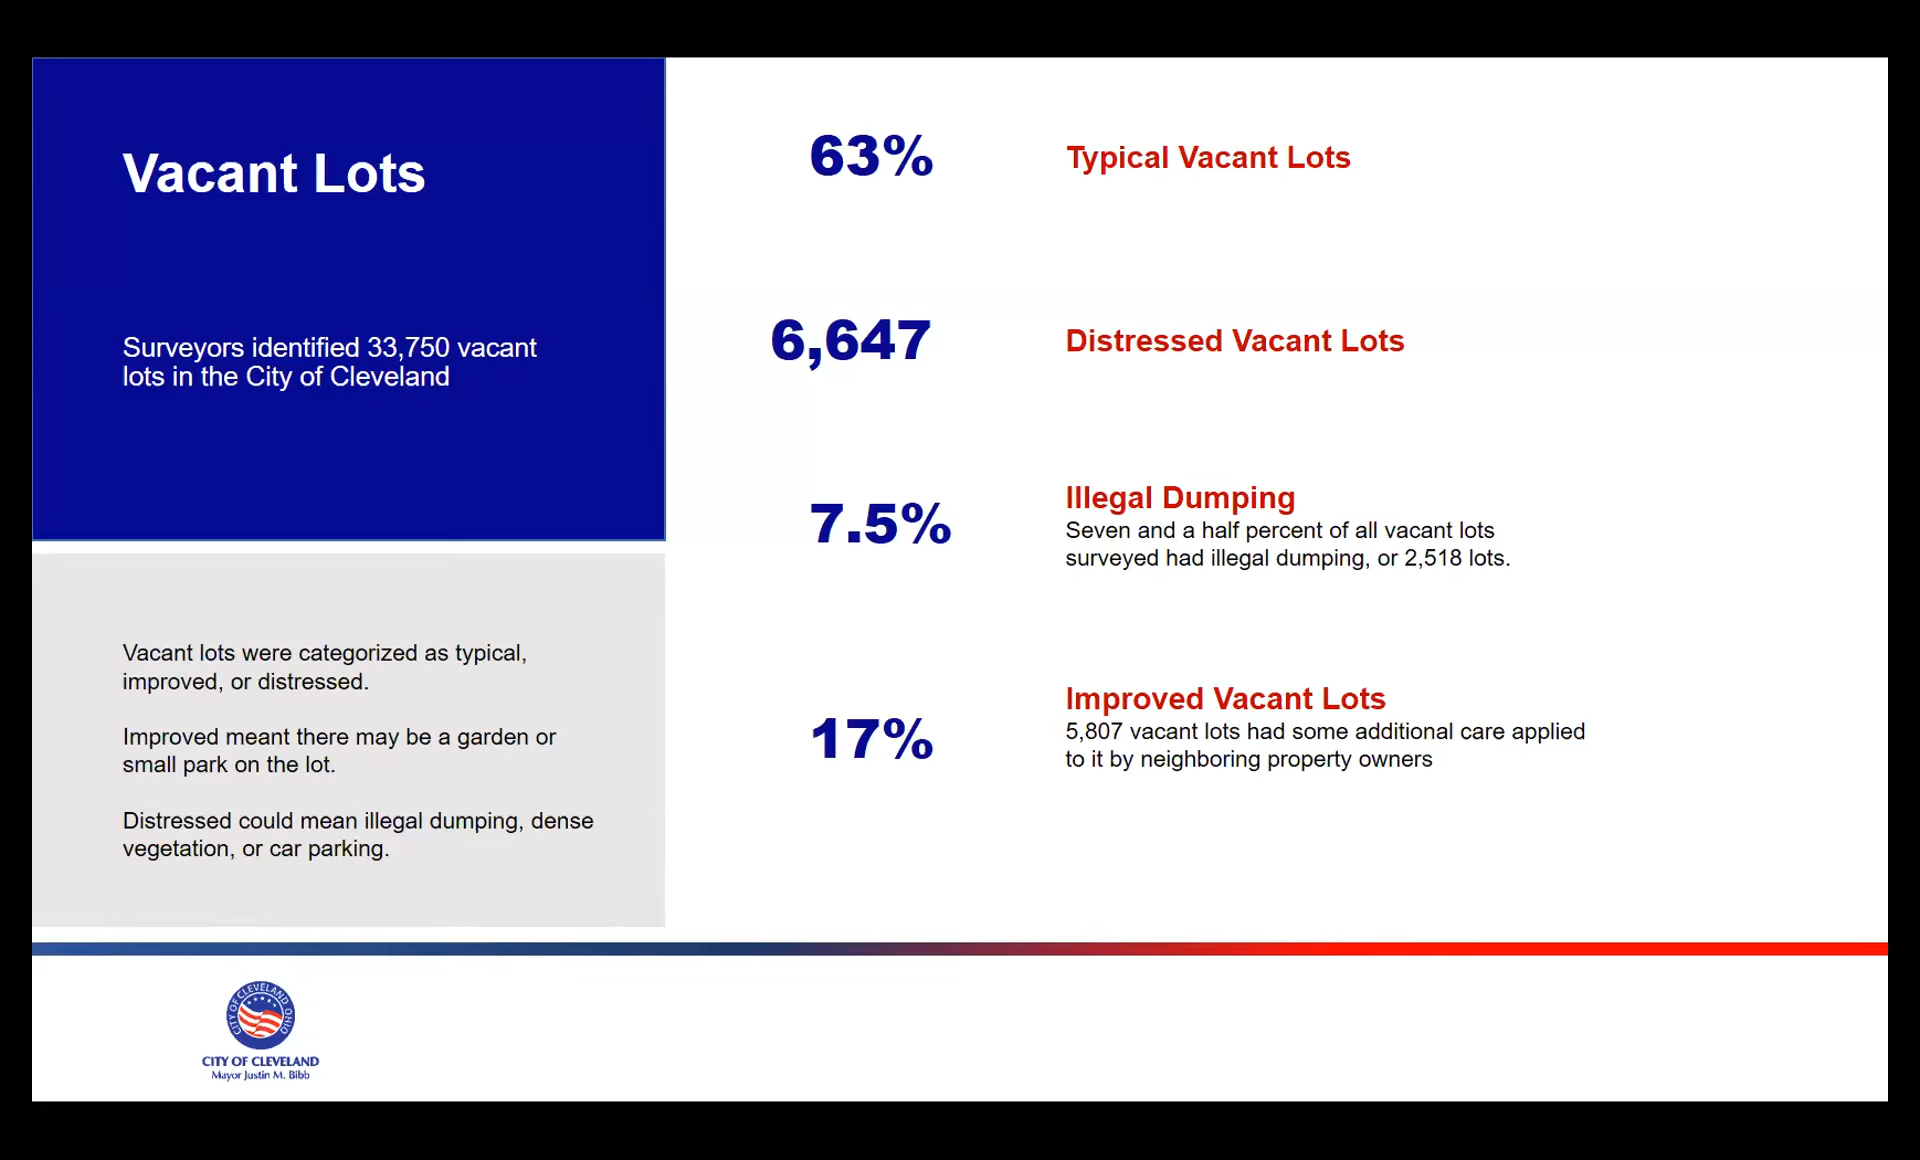 Vacant Lots
Surveyors identified 33,750 vacant
lots in the City of Cleveland
Vacant lots were categorized as typical,
improved, or distressed.
Improved meant there may be a garden or
small park on the lot.
Distressed could mean illegal dumping, dense
vegetation, or car parking.
63%
Typical Vacant Lots
6,647
Distressed Vacant Lots
7.5%
Illegal Dumping
Seven and a half percent of all vacant lots
surveyed had illegal dumping, or 2,518 lots.
17%
Improved Vacant Lots
5,807 vacant lots had some additional care applied
to it by neighboring property owners
CITY OF CLEVELAND OHIO
CITY OF CLEVELAND
Mayor Justin M. Bibb